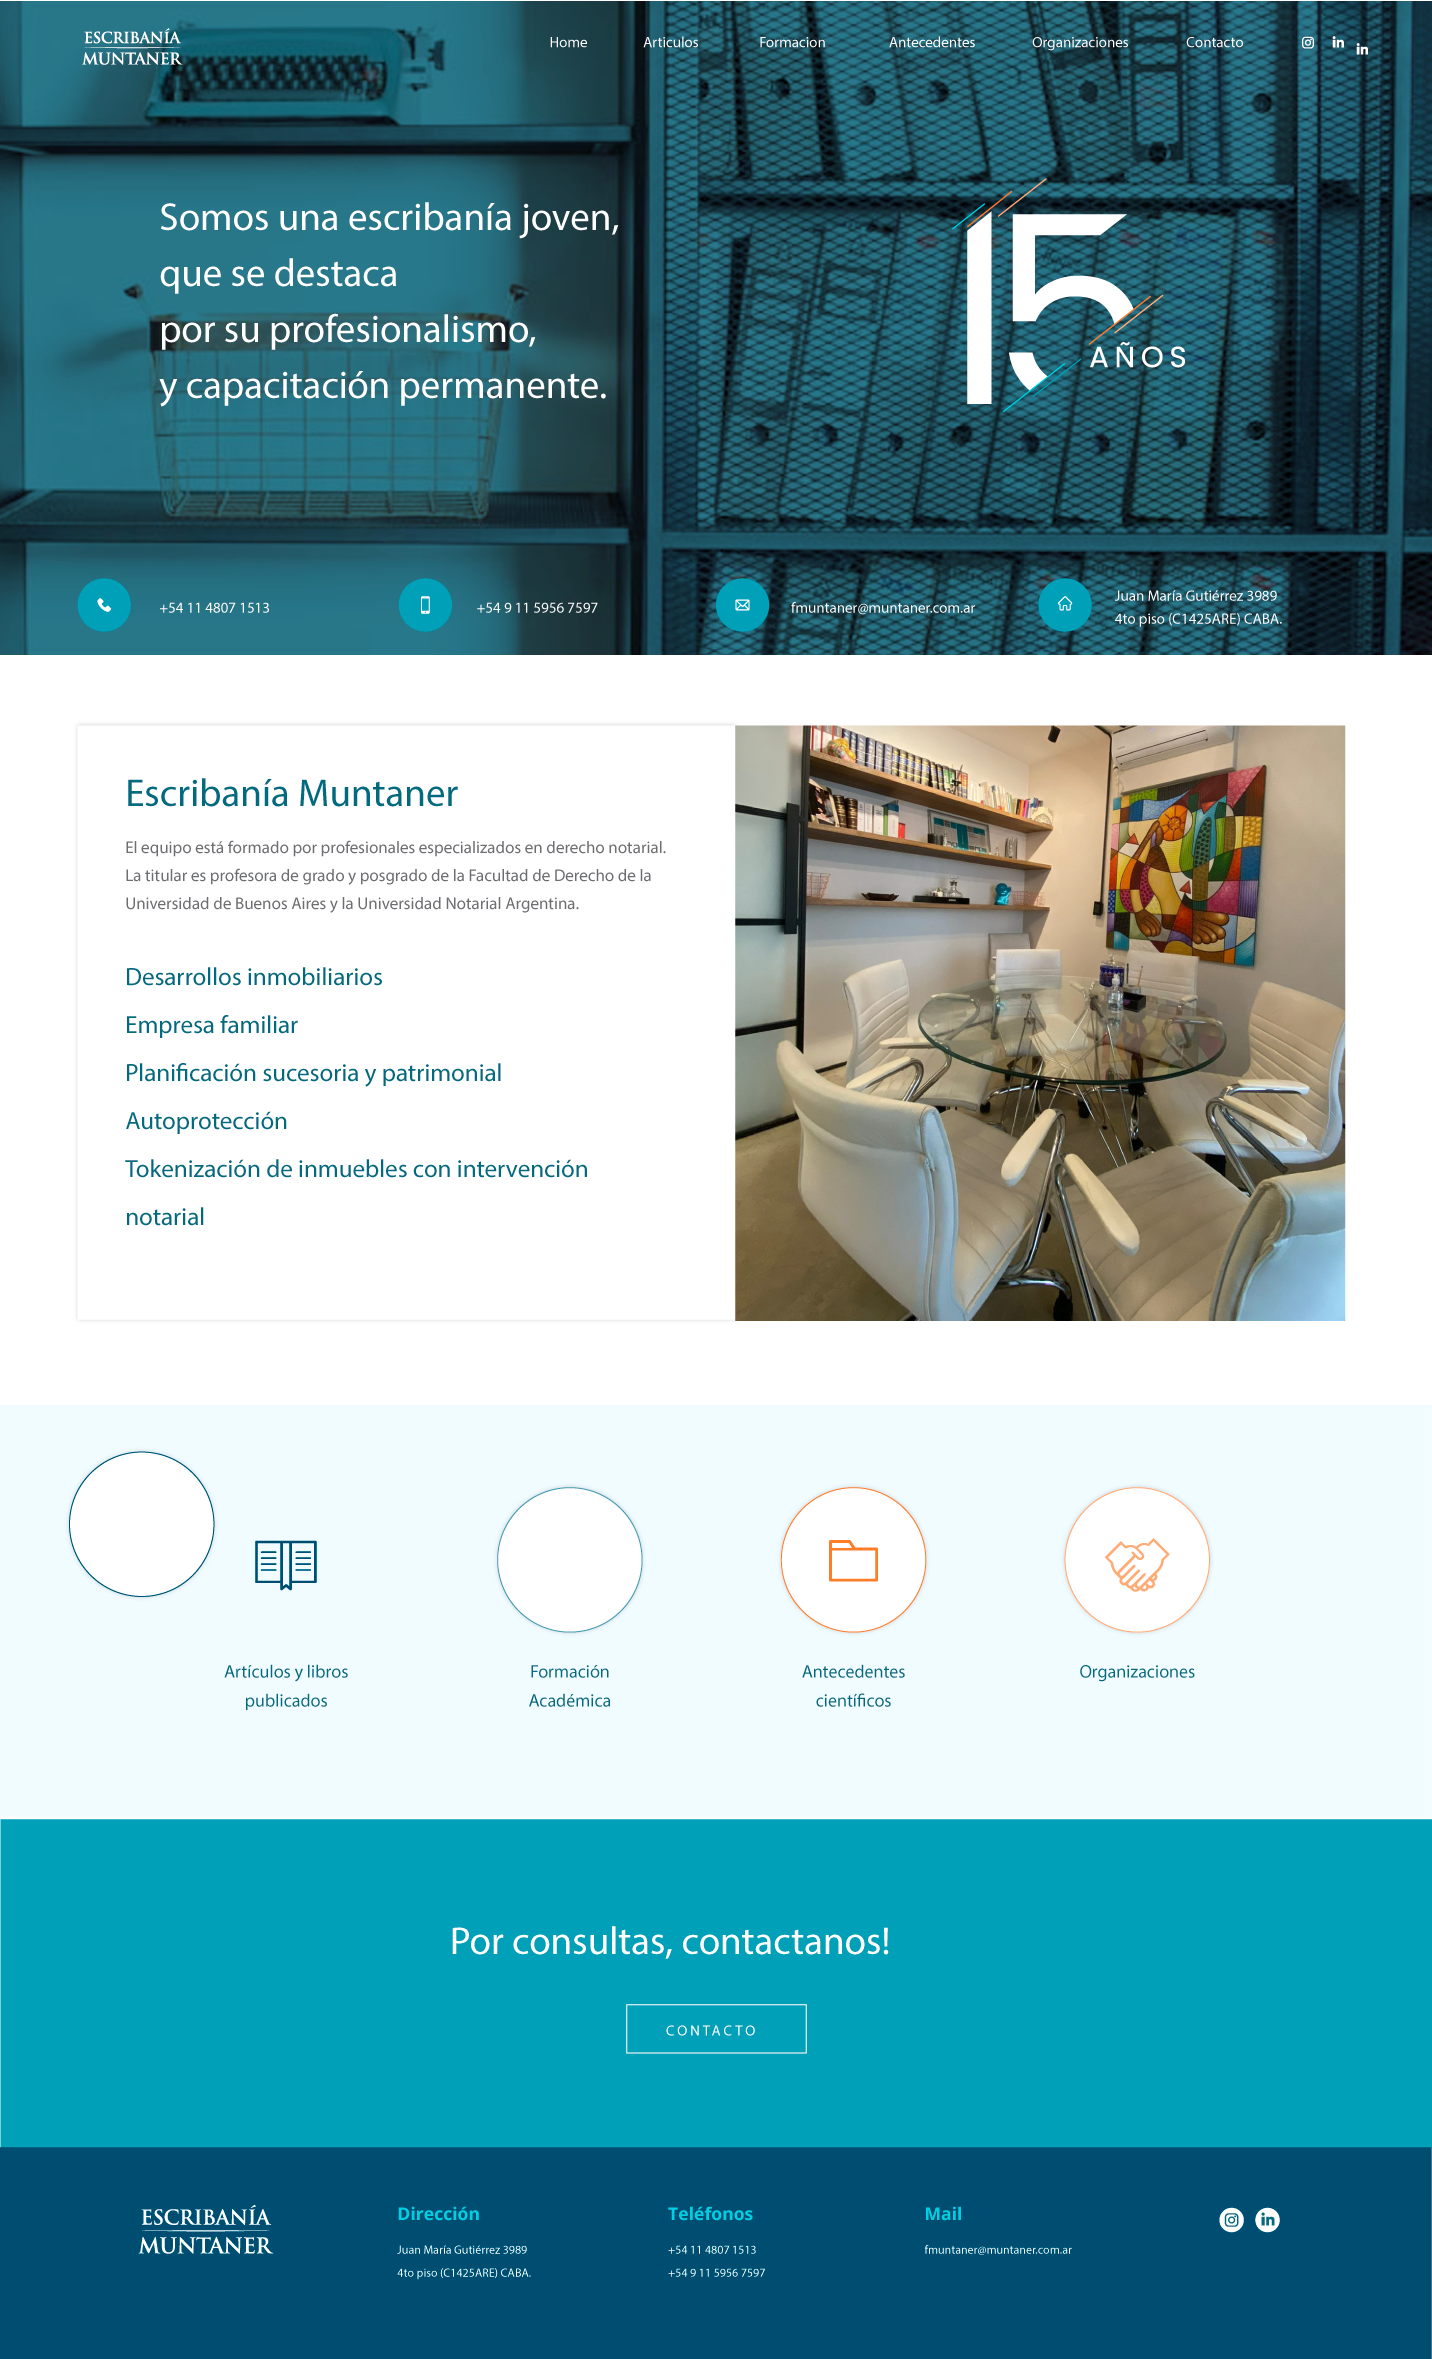 ESCRIBANÍA
MUNTANER
Home
Articulos
Formacion
Antecedentes
Organizaciones
Contacto
Somos una escribanía joven,
que se destaca
por su profesionalismo,
y capacitación permanente.
15
AÑOS
+54 11 4807 1513
+54 9 11 5956 7597
fmuntaner@muntaner.com.ar
Juan María Gutiérrez 3989
4to piso (C1425ARE) CABA.
Escribanía Muntaner
El equipo está formado por profesionales especializados en derecho notarial.
La titular es profesora de grado y posgrado de la Facultad de Derecho de la
Universidad de Buenos Aires y la Universidad Notarial Argentina.
Desarrollos inmobiliarios
Empresa familiar
Planificación sucesoria y patrimonial
Autoprotección
Tokenización de inmuebles con intervención
notarial
Artículos y libros
publicados
Formación
Académica
Antecedentes
científicos
Organizaciones
Por consultas, contactanos!
CONTACTO
ESCRIBANÍA
MUNTANER
Dirección
Juan María Gutiérrez 3989
4to piso (C1425ARE) CABA.
Teléfonos
+54 11 4807 1513
+54 9 11 5956 7597
Mail
fmuntaner@muntaner.com.ar